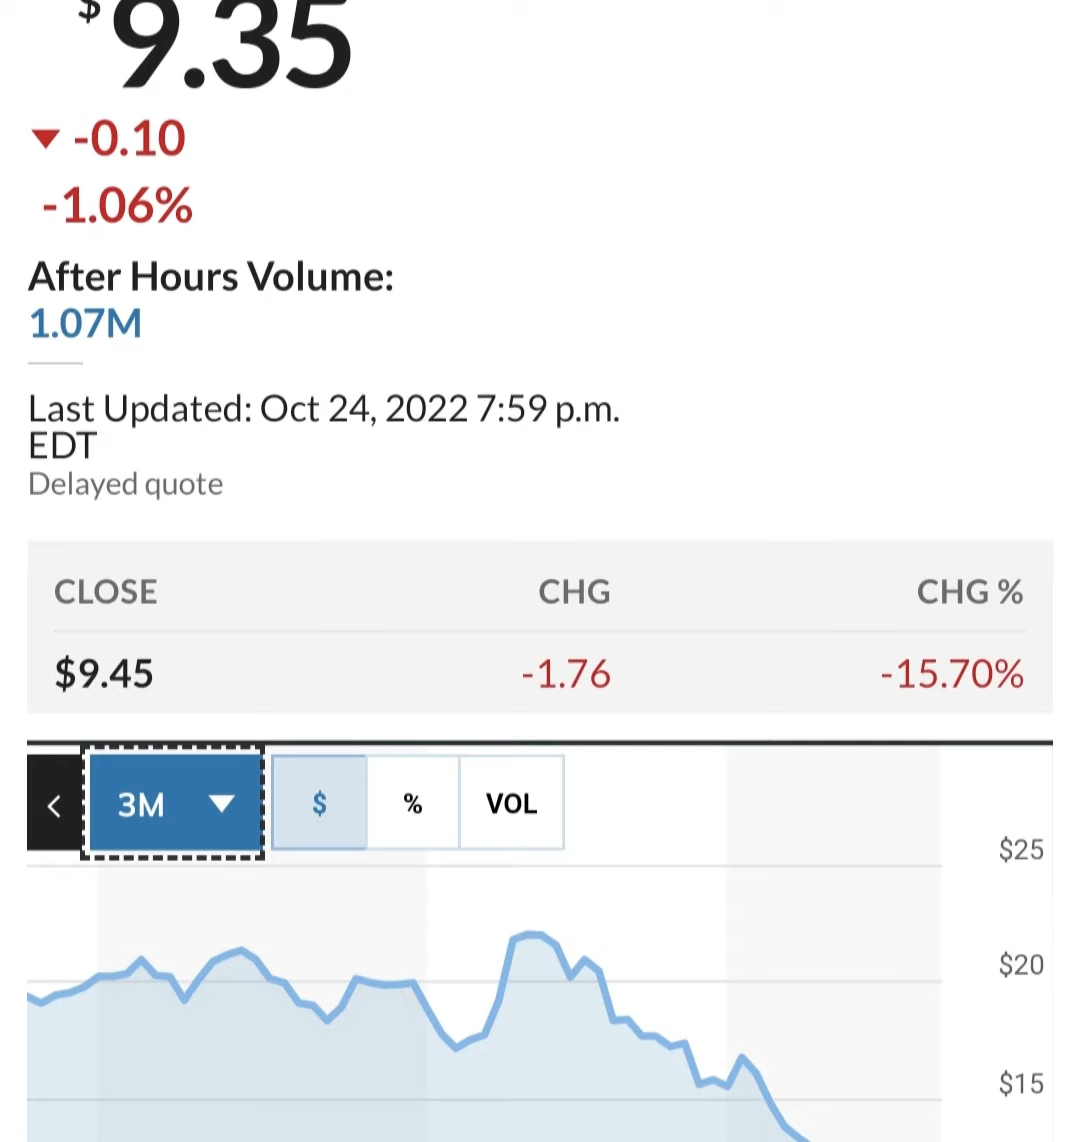 $9.35
-0.10
-1.06%
After Hours Volume:
1.07M
Last Updated: Oct 24, 2022 7:59 p.m.
EDT
Delayed quote
CLOSE CHG CHG %
$9.45 -1.76 -15.70%
3M $ % VOL
$25
$20
$15